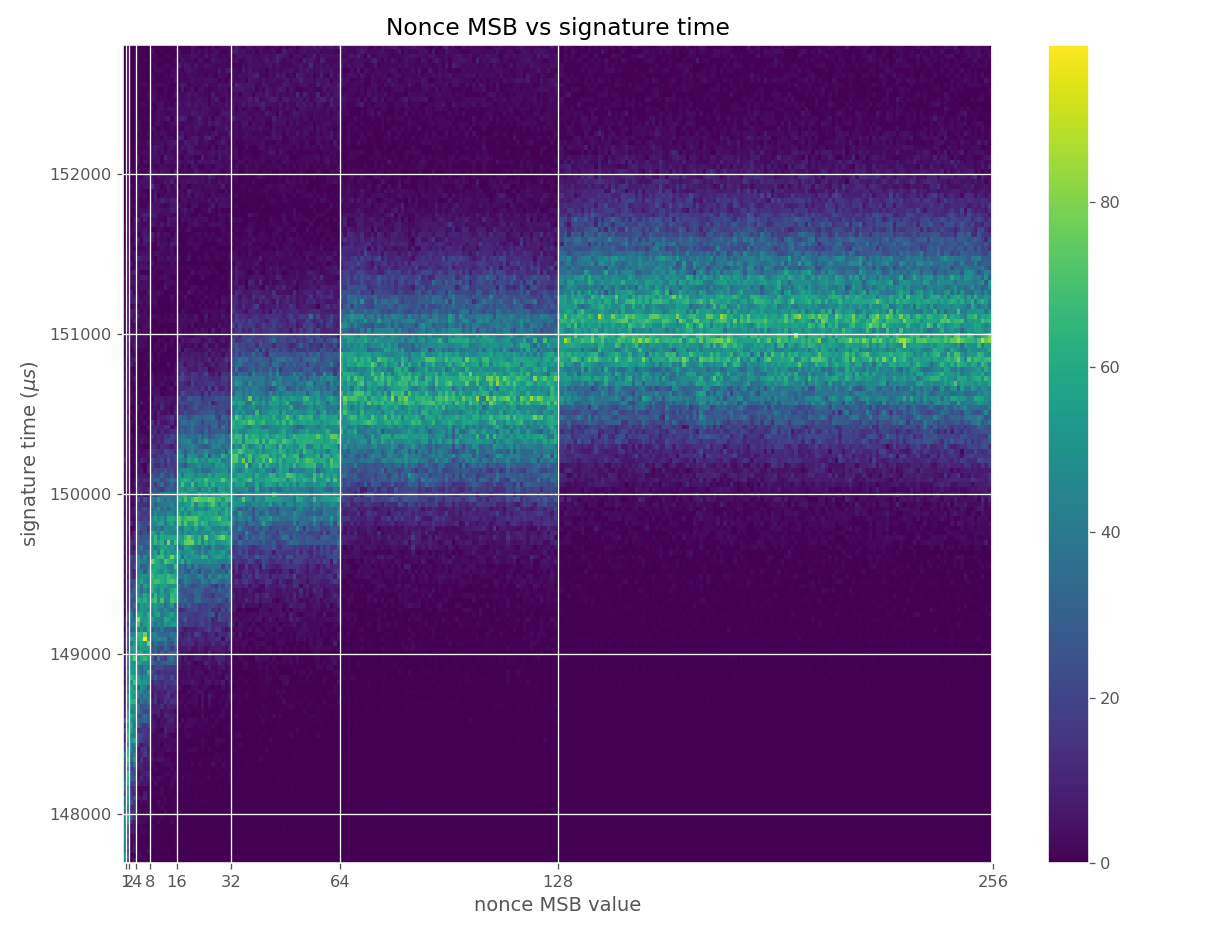 Nonce MSB vs signature time
signature time (μs)
152000
151000
150000
149000
148000
1 2 4 8 16 32 64 128 256
nonce MSB value
80
60
40
20
0